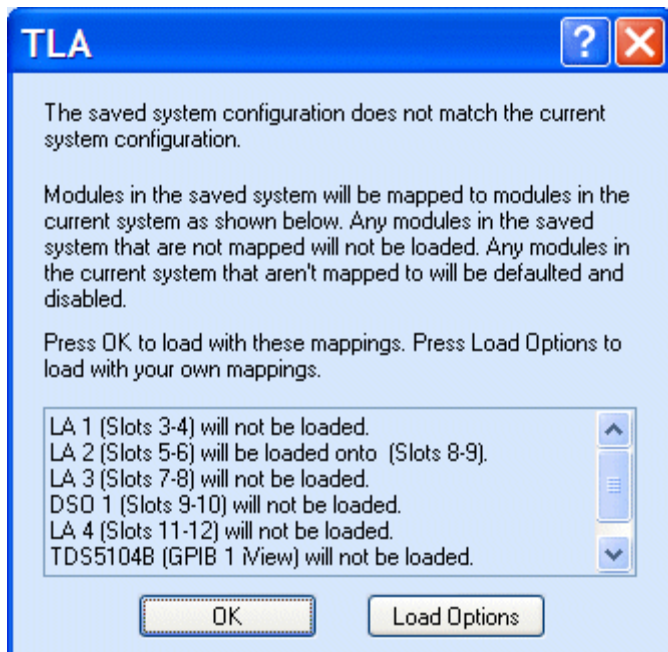 TLA
The saved system configuration does not match the current
system configuration.
Modules in the saved system will be mapped to modules in the
current system as shown below. Any modules in the saved
system that are not mapped will not be loaded. Any modules in
the current system that aren't mapped to will be defaulted and
disabled.
Press OK to load with these mappings. Press Load Options to
load with your own mappings.
LA 1 (Slots 3-4) will not be loaded.
LA 2 (Slots 5-6) will be loaded onto (Slots 8-9).
LA 3 (Slots 7-8) will not be loaded.
DSO 1 (Slots 9-10) will not be loaded.
LA 4 (Slots 11-12) will not be loaded.
TDS5104B (GPIB 1 iView) will not be loaded.
OK
Load Options